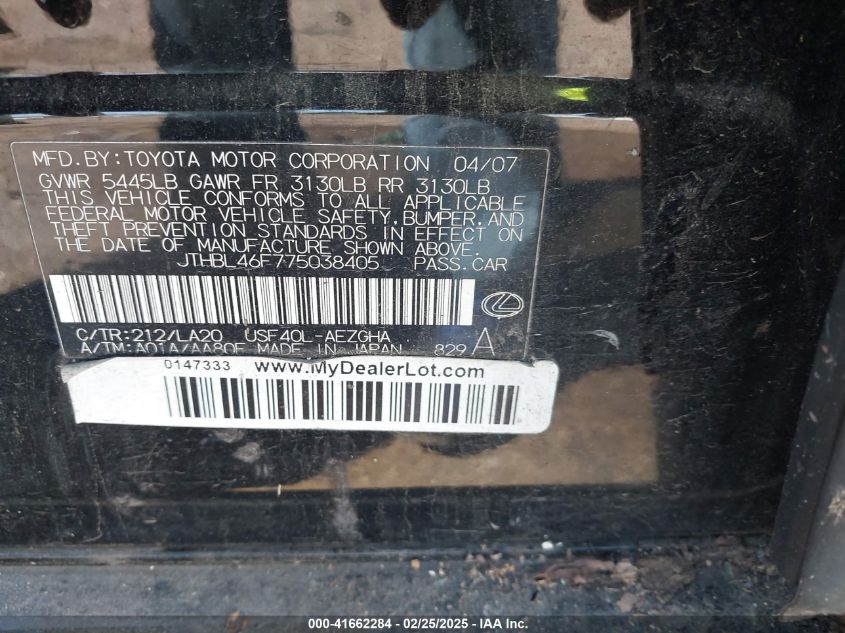 MFD.BY:TOYOTA MOTOR CORPORATION 04/07
GVWR 5445LB GAWR FR 3130LB RR 3130LB
THIS VEHICLE CONFORMS TO ALL APPLICABLE
FEDERAL MOTOR VEHICLE SAFETY,BUMPER,AND
THEFT PREVENTION STANDARDS IN EFFECT ON
THE DATE OF MANUFACTURE SHOWN ABOVE.
JTHBL46F775038405 PASS.CAR
C/TR:212/LA20 USF40L-AEZGHA
A/TM:A01A/AA80F MADE IN JAPAN 829 A
0147333 www.MyDealerLot.com
000-41662284 — 02/25/2025 — IAA Inc.